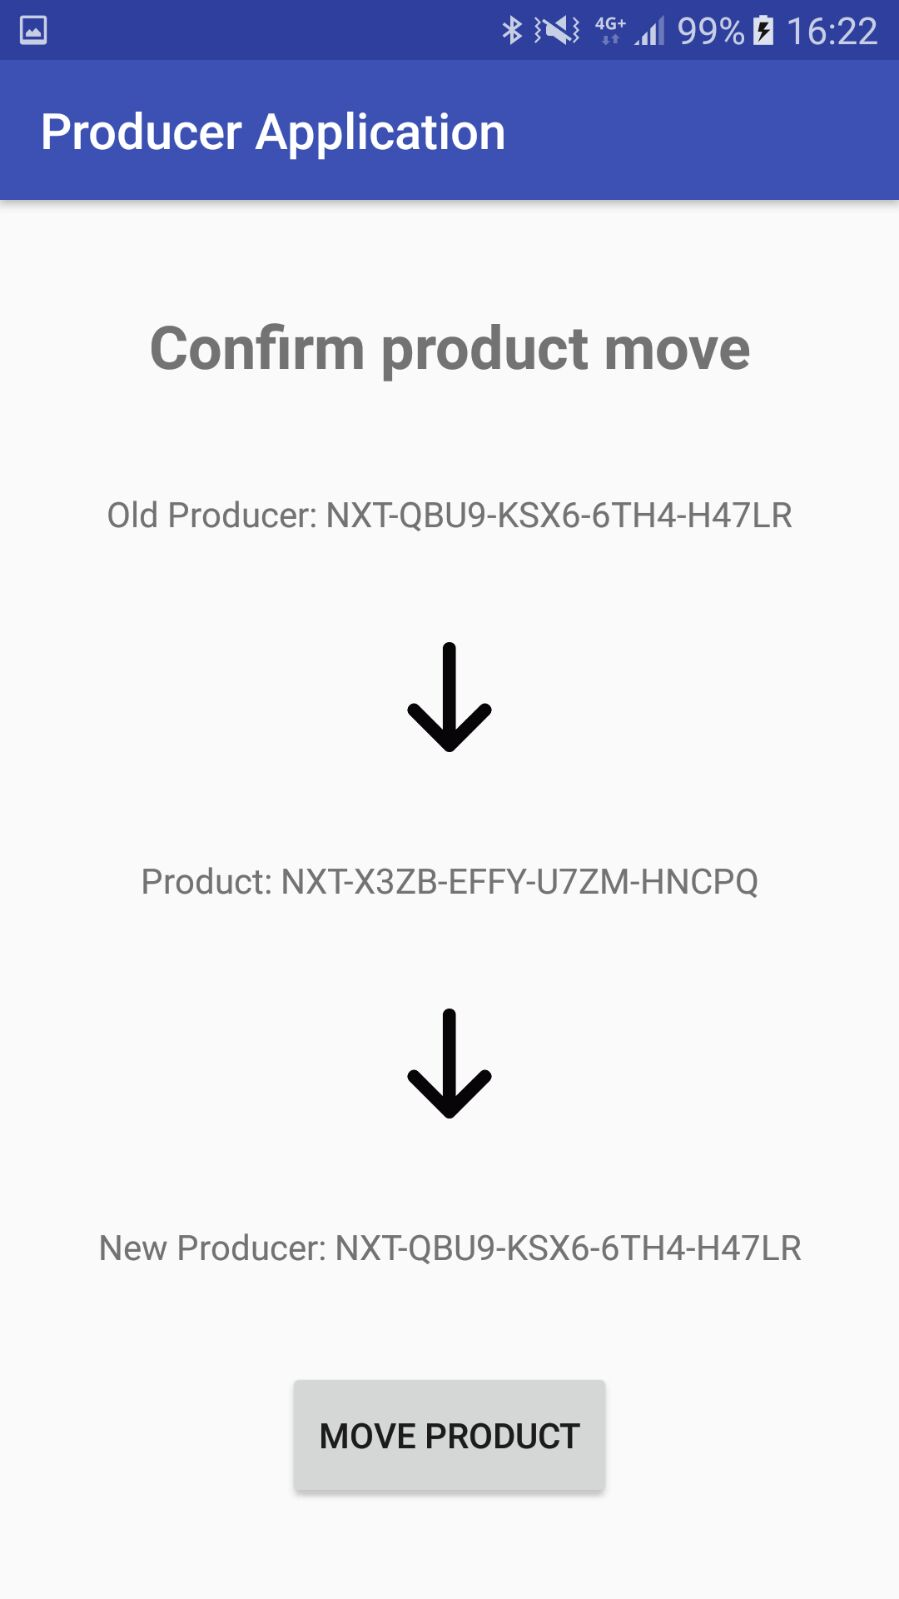 4G+ 99% 16:22
Producer Application
Confirm product move
Old Producer: NXT-QBU9-KSX6-6TH4-H47LR
Product: NXT-X3ZB-EFFY-U7ZM-HNCPQ
New Producer: NXT-QBU9-KSX6-6TH4-H47LR
MOVE PRODUCT